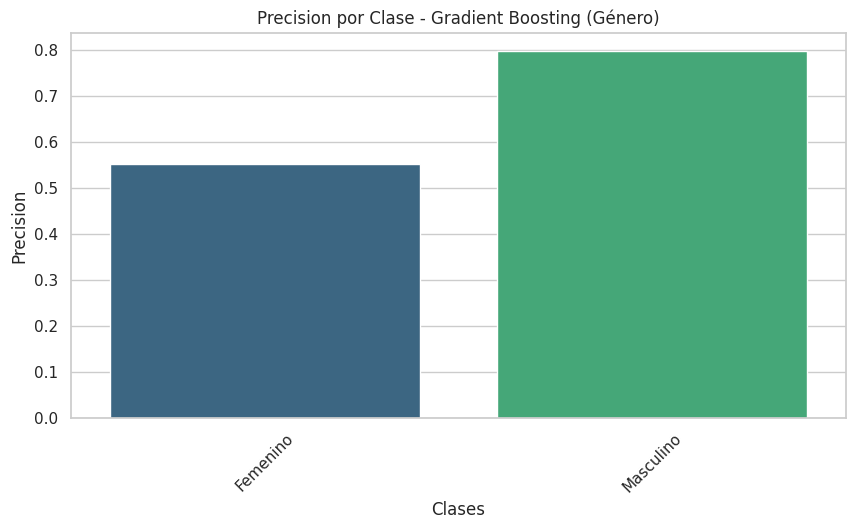 Precision por Clase - Gradient Boosting (Género)
Precision
0.8
0.7
0.6
0.5
0.4
0.3
0.2
0.1
0.0
Femenino
Masculino
Clases